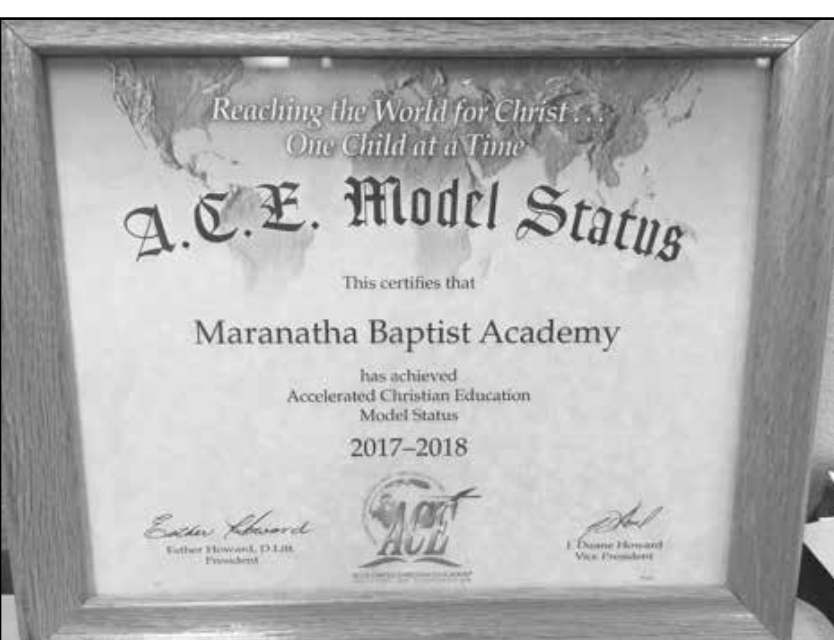 Reaching the World for Christ . . .
One Child at a Time
A.C.E. Model Status
This certifies that
Maranatha Baptist Academy
has achieved
Accelerated Christian Education
Model Status
2017–2018
Esther Howard
ACE
Esther Howard, D.Litt.
President
J. Duane Howard
Vice President